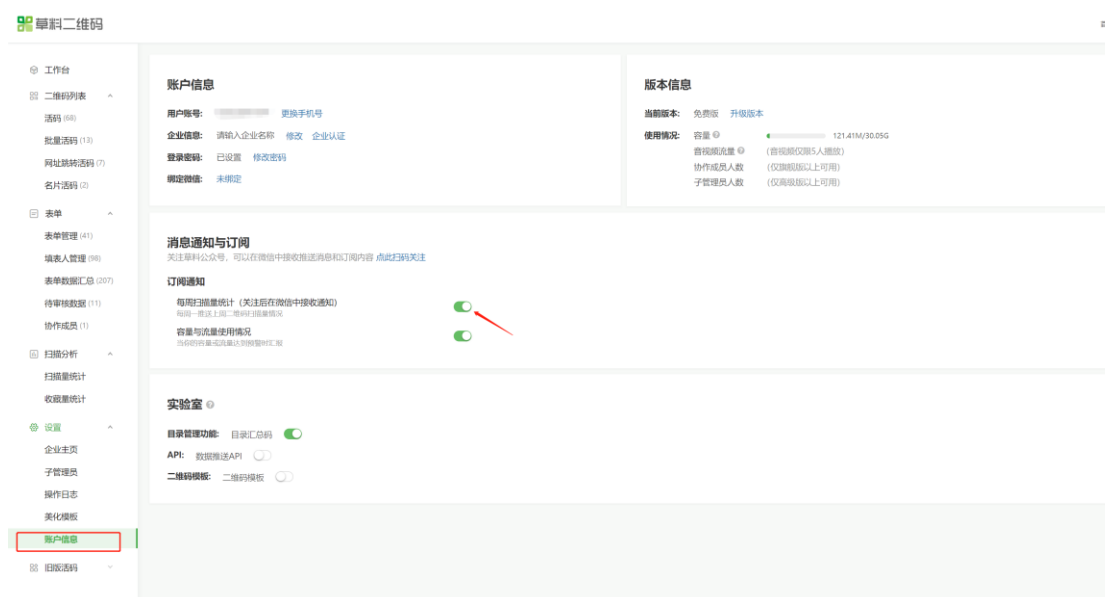 草料二维码
工作台
二维码列表
活码 (68)
批量活码 (13)
网址跳转活码 (7)
名片活码 (2)
表单
表单管理 (41)
填表人管理 (98)
表单数据汇总 (207)
待审核数据 (11)
协作成员 (1)
扫描分析
扫描量统计
收藏量统计
设置
企业主页
子管理员
操作日志
美化模板
账户信息
旧版活码
账户信息
用户账号: 更换手机号
企业信息: 请输入企业名称 修改 企业认证
登录密码: 已设置 修改密码
绑定微信: 未绑定
版本信息
当前版本: 免费版 升级版本
使用情况: 容量 121.41M/30.05G
音视频流量 (音视频仅限5人播放)
协作成员人数 (仅旗舰版以上可用)
子管理员人数 (仅高级版以上可用)
消息通知与订阅
关注草料公众号，可以在微信中接收推送消息和订阅内容 点此扫码关注
订阅通知
每周扫描量统计（关注后在微信中接收通知）
每周一推送上周二维码扫描量情况
容量与流量使用情况
当你的容量或流量达到预警时汇报
实验室
目录管理功能: 目录汇总码
API: 数据推送API
二维码模板: 二维码模板